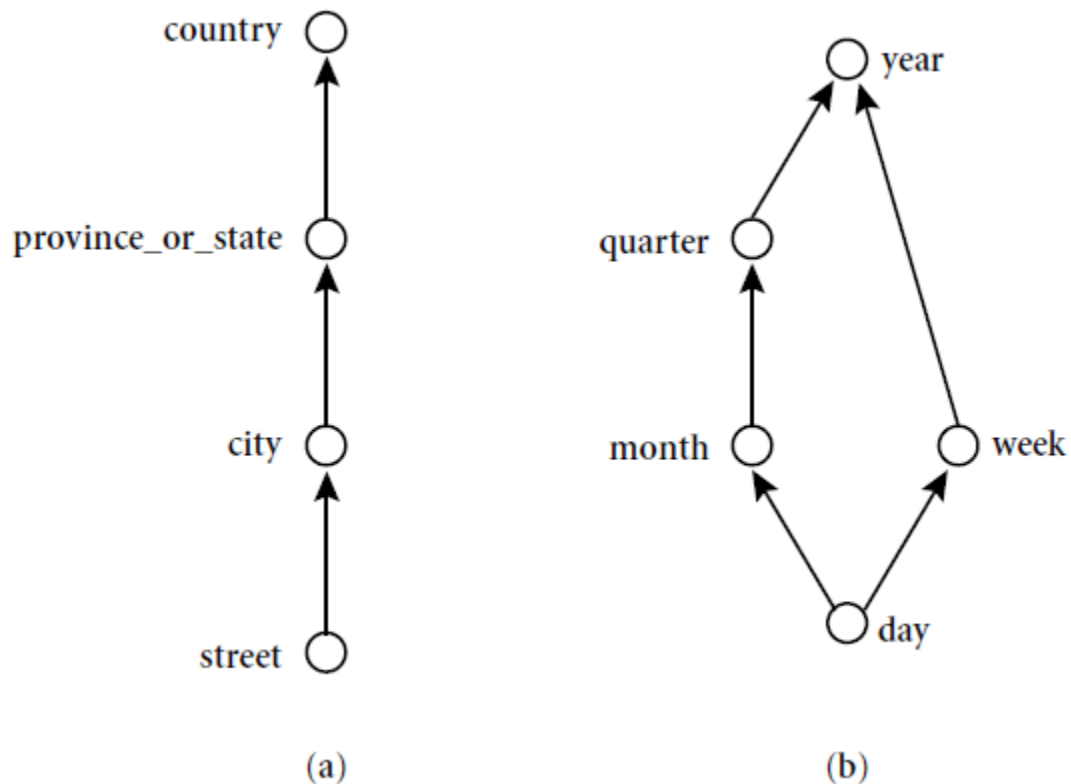 country
province_or_state
city
street
(a)
year
quarter
month
week
day
(b)